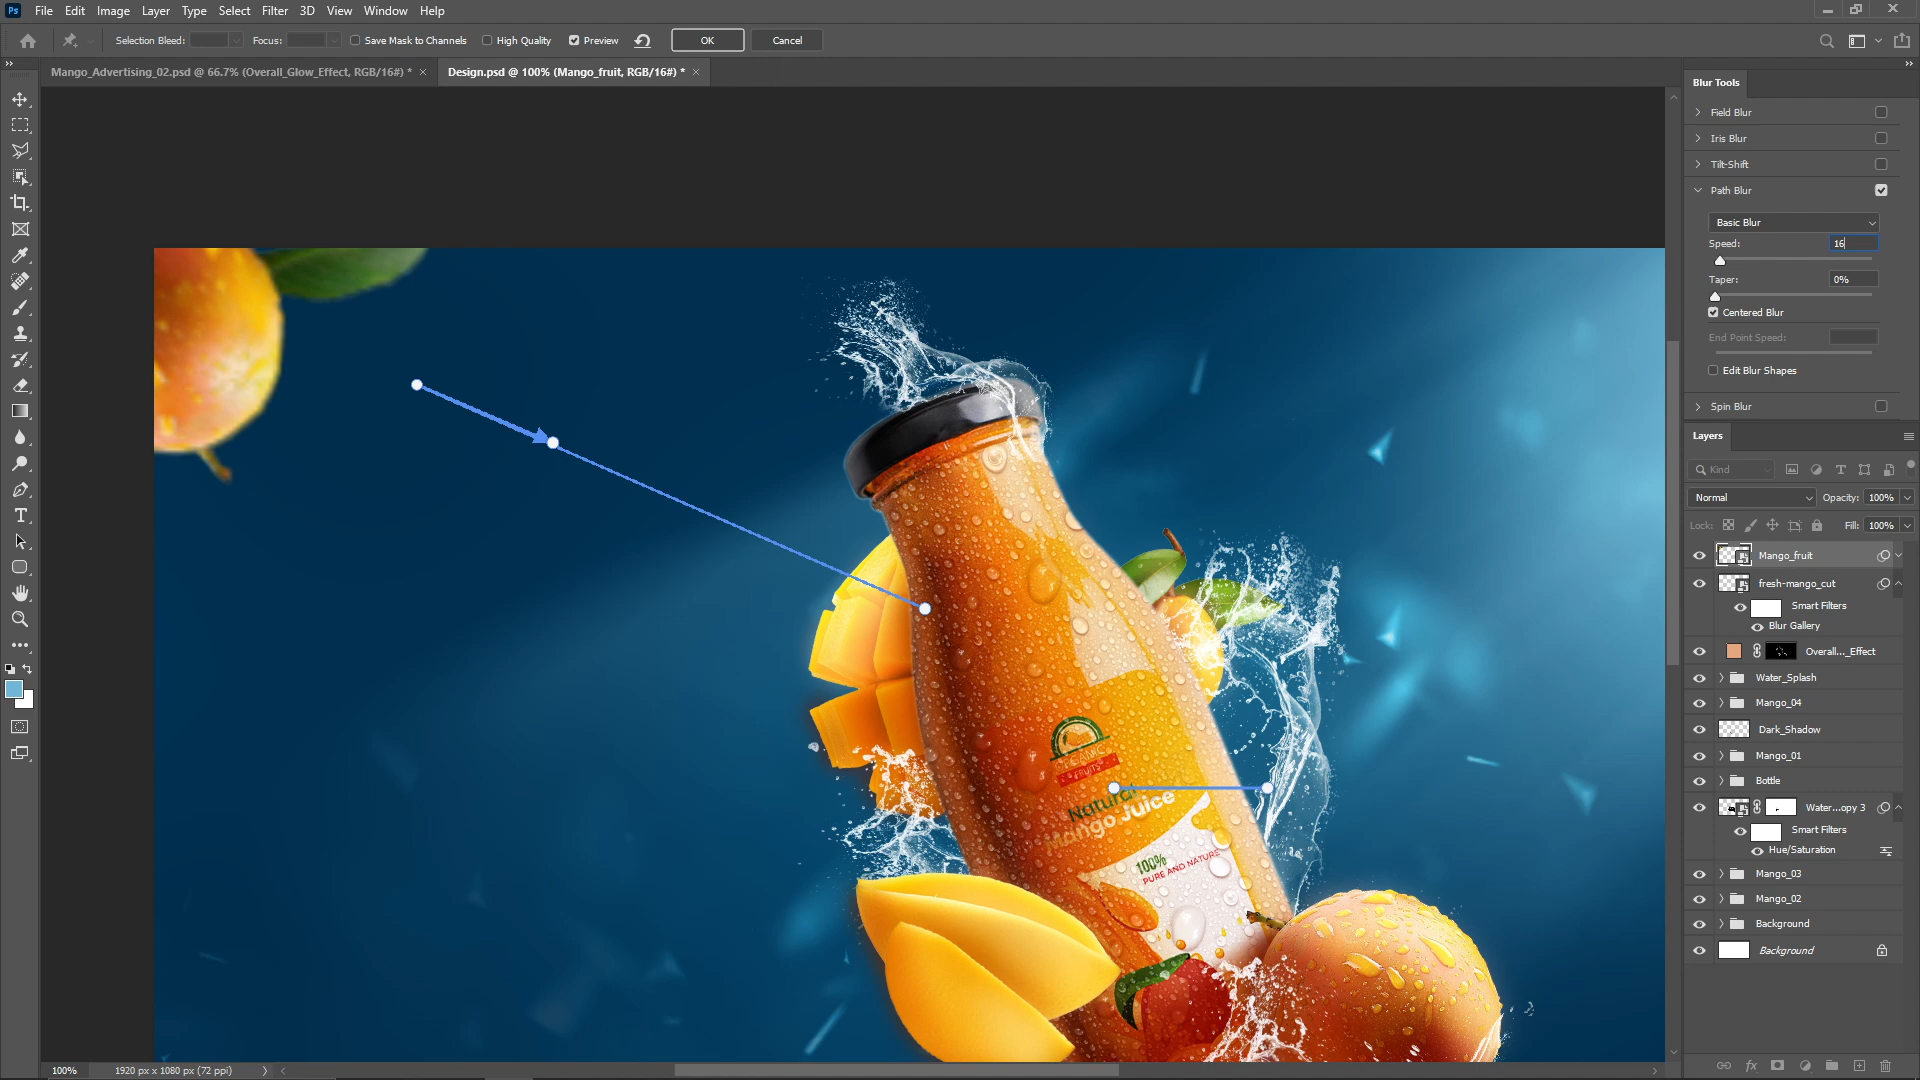 Ps File Edit Image Layer Type Select Filter 3D View Window Help
Selection Bleed: Focus: Save Mask to Channels High Quality Preview OK Cancel
Mango_Advertising_02.psd @ 66.7% (Overall_Glow_Effect, RGB/16#) * × Design.psd @ 100% (Mango_fruit, RGB/16#) * ×
Blur Tools
Field Blur
Iris Blur
Tilt-Shift
Path Blur
Basic Blur
Speed: 16
Taper: 0%
Centered Blur
End Point Speed:
Edit Blur Shapes
Spin Blur
Layers
Kind
Normal Opacity: 100%
Lock: Fill: 100%
Mango_fruit
fresh-mango_cut
Smart Filters
Blur Gallery
Overall..._Effect
Water_Splash
Mango_04
Dark_Shadow
Mango_01
Bottle
Water...opy 3
Smart Filters
Hue/Saturation
Mango_03
Mango_02
Background
Background
ORGANIC
FRUITS
Natural
Mango Juice
100%
PURE AND NATURE
100% 1920 px x 1080 px (72 ppi)